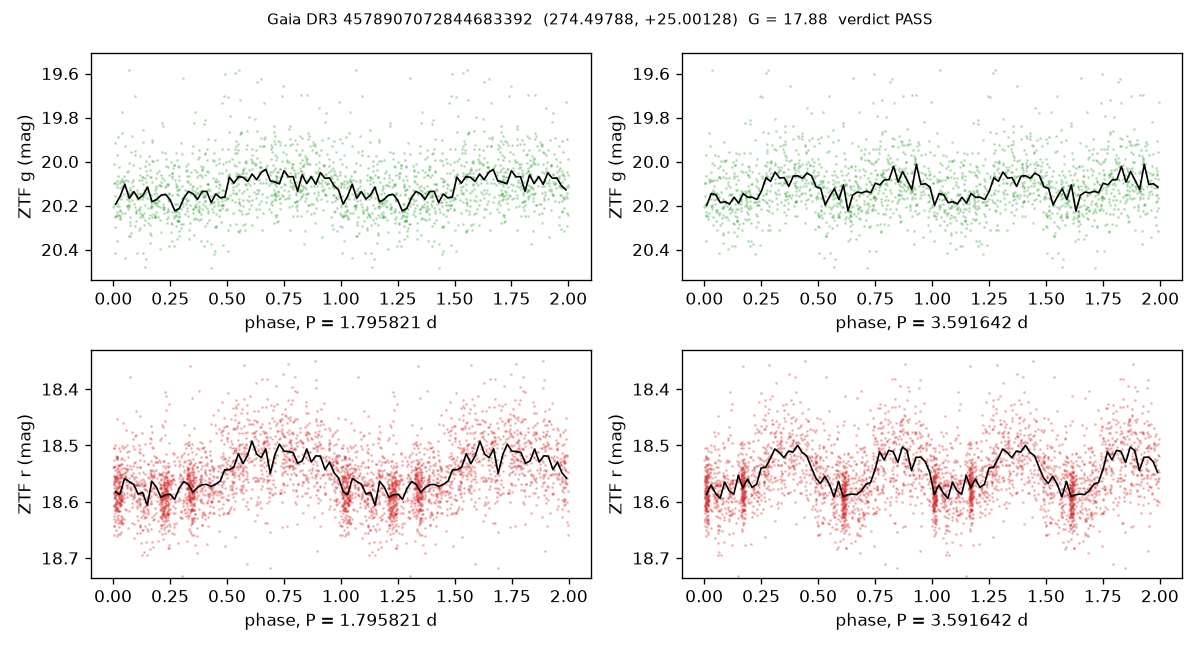 Gaia DR3 4578907072844683392  (274.49788, +25.00128)  G = 17.88  verdict PASS
ZTF g (mag)
19.6
19.8
20.0
20.2
20.4
0.00 0.25 0.50 0.75 1.00 1.25 1.50 1.75 2.00
phase, P = 1.795821 d
ZTF g (mag)
19.6
19.8
20.0
20.2
20.4
0.00 0.25 0.50 0.75 1.00 1.25 1.50 1.75 2.00
phase, P = 3.591642 d
ZTF r (mag)
18.4
18.5
18.6
18.7
0.00 0.25 0.50 0.75 1.00 1.25 1.50 1.75 2.00
phase, P = 1.795821 d
ZTF r (mag)
18.4
18.5
18.6
18.7
0.00 0.25 0.50 0.75 1.00 1.25 1.50 1.75 2.00
phase, P = 3.591642 d